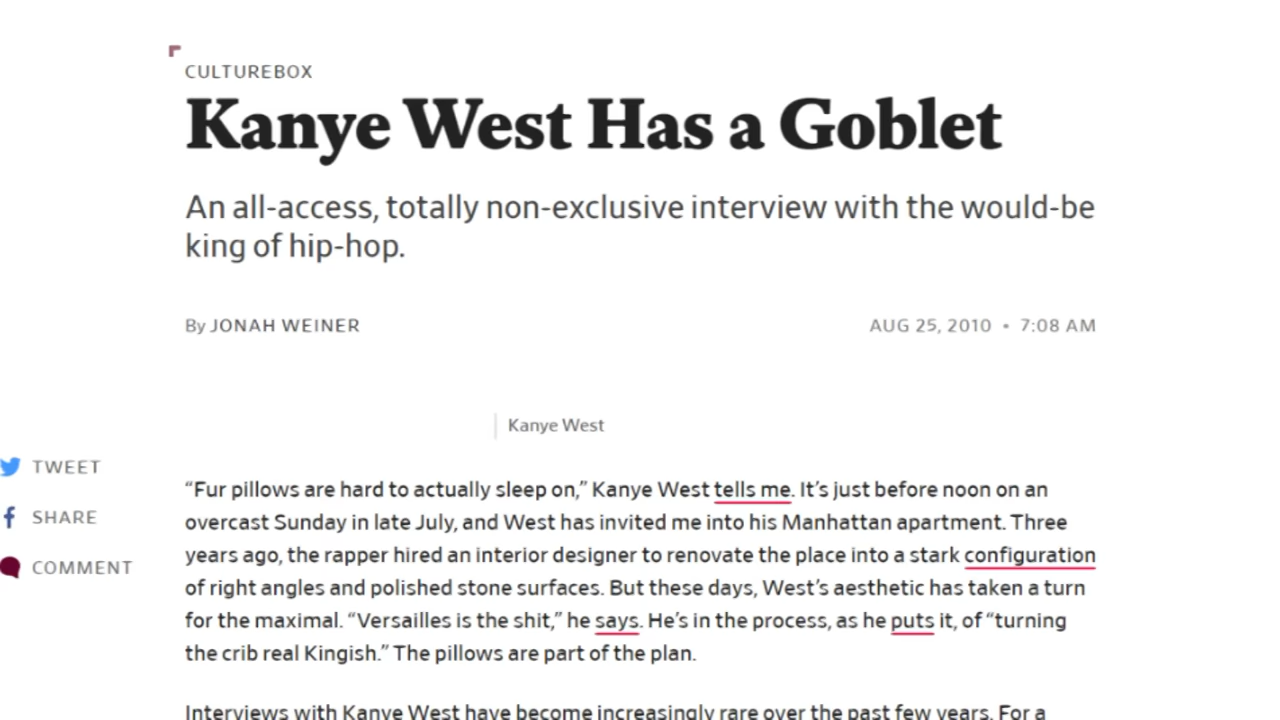 CULTUREBOX
Kanye West Has a Goblet
An all-access, totally non-exclusive interview with the would-be
king of hip-hop.
By JONAH WEINER
AUG 25, 2010 • 7:08 AM
Kanye West
TWEET
SHARE
COMMENT
“Fur pillows are hard to actually sleep on,” Kanye West tells me. It’s just before noon on an
overcast Sunday in late July, and West has invited me into his Manhattan apartment. Three
years ago, the rapper hired an interior designer to renovate the place into a stark configuration
of right angles and polished stone surfaces. But these days, West’s aesthetic has taken a turn
for the maximal. “Versailles is the shit,” he says. He’s in the process, as he puts it, of “turning
the crib real Kingish.” The pillows are part of the plan.
Interviews with Kanye West have become increasingly rare over the past few years. For a